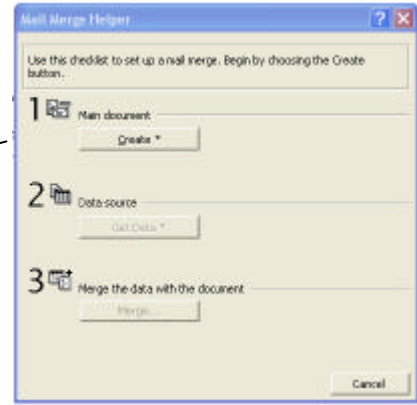 Mail Merge Helper
Use this checklist to set up a mail merge. Begin by choosing the Create
button.
1 Main document
Create
2 Data source
Get Data
3 Merge the data with the document
Merge...
Cancel